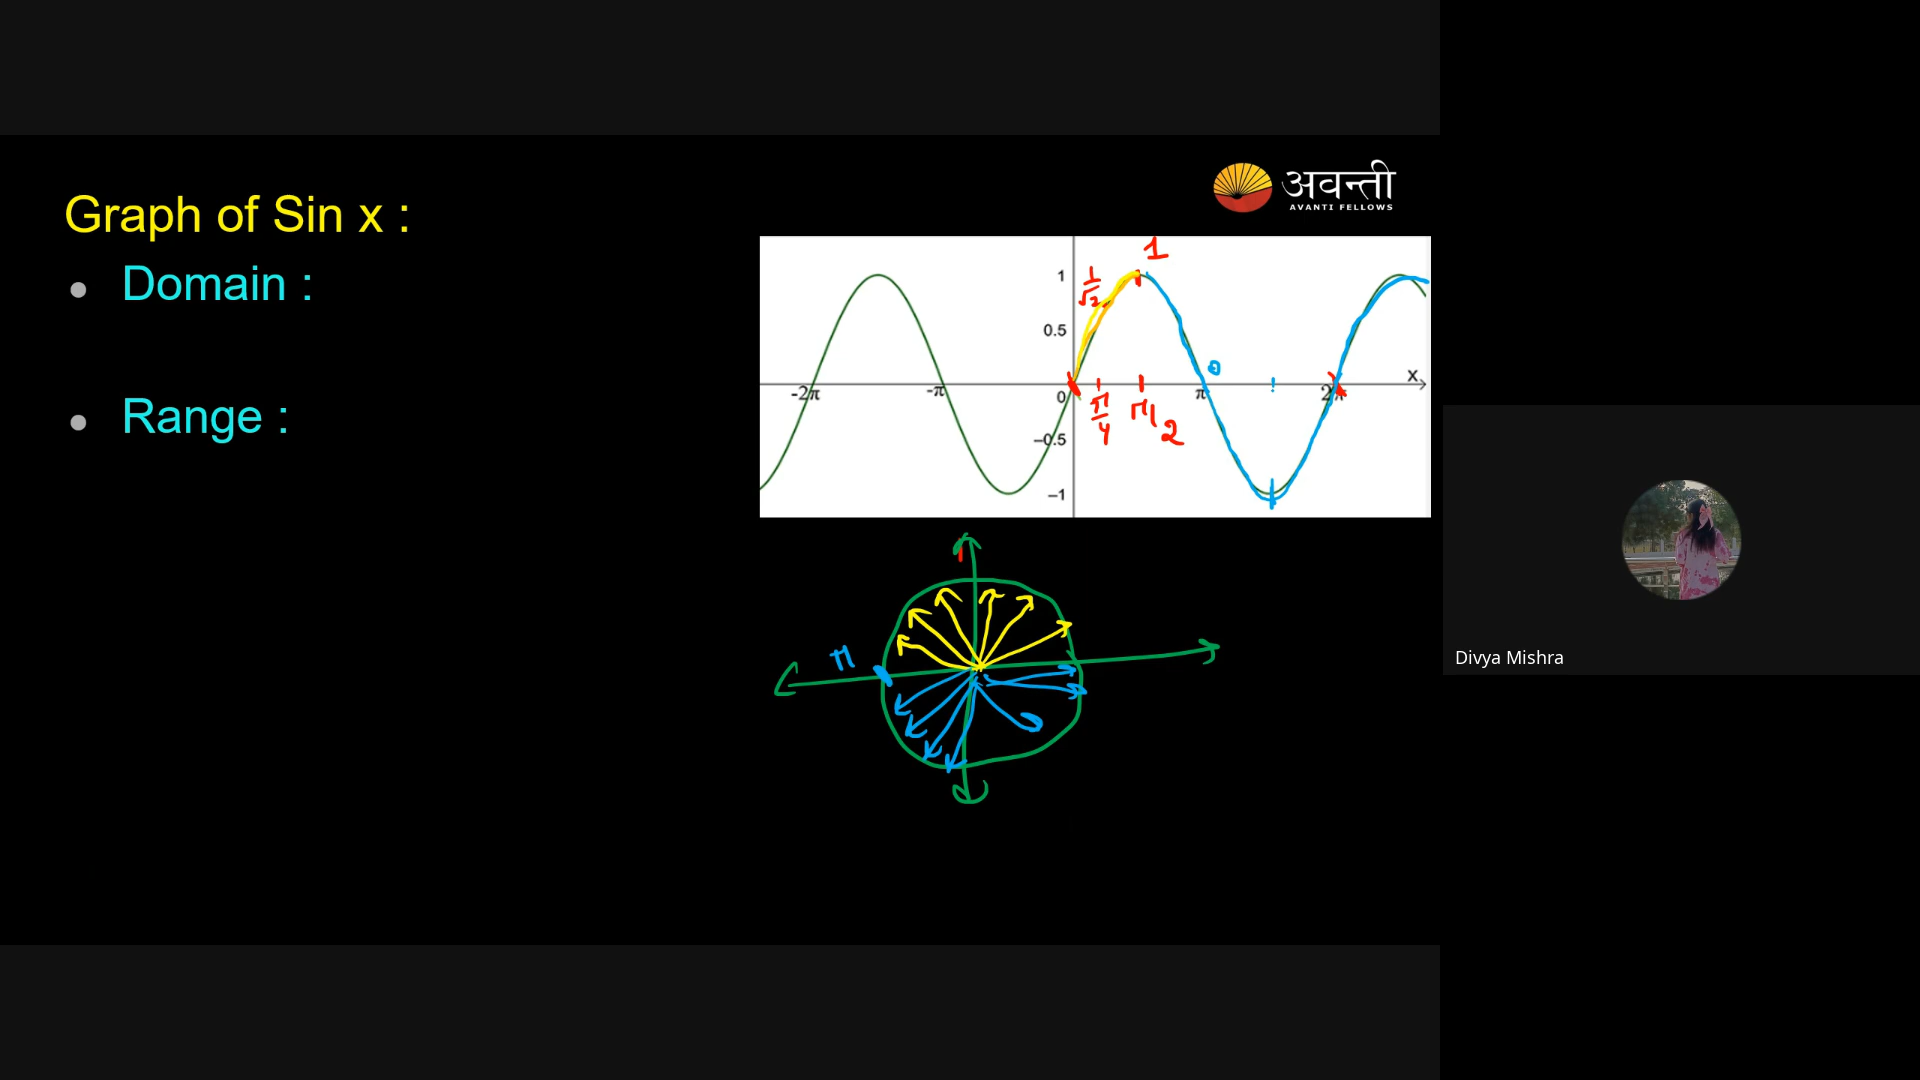 Graph of Sin x :
• Domain :
• Range :
अवन्ती
AVANTI FELLOWS
1
1/√2
1
0.5
0
x
-2π
-π
0
π/4
π/2
π
2π
−0.5
−1
π
Divya Mishra